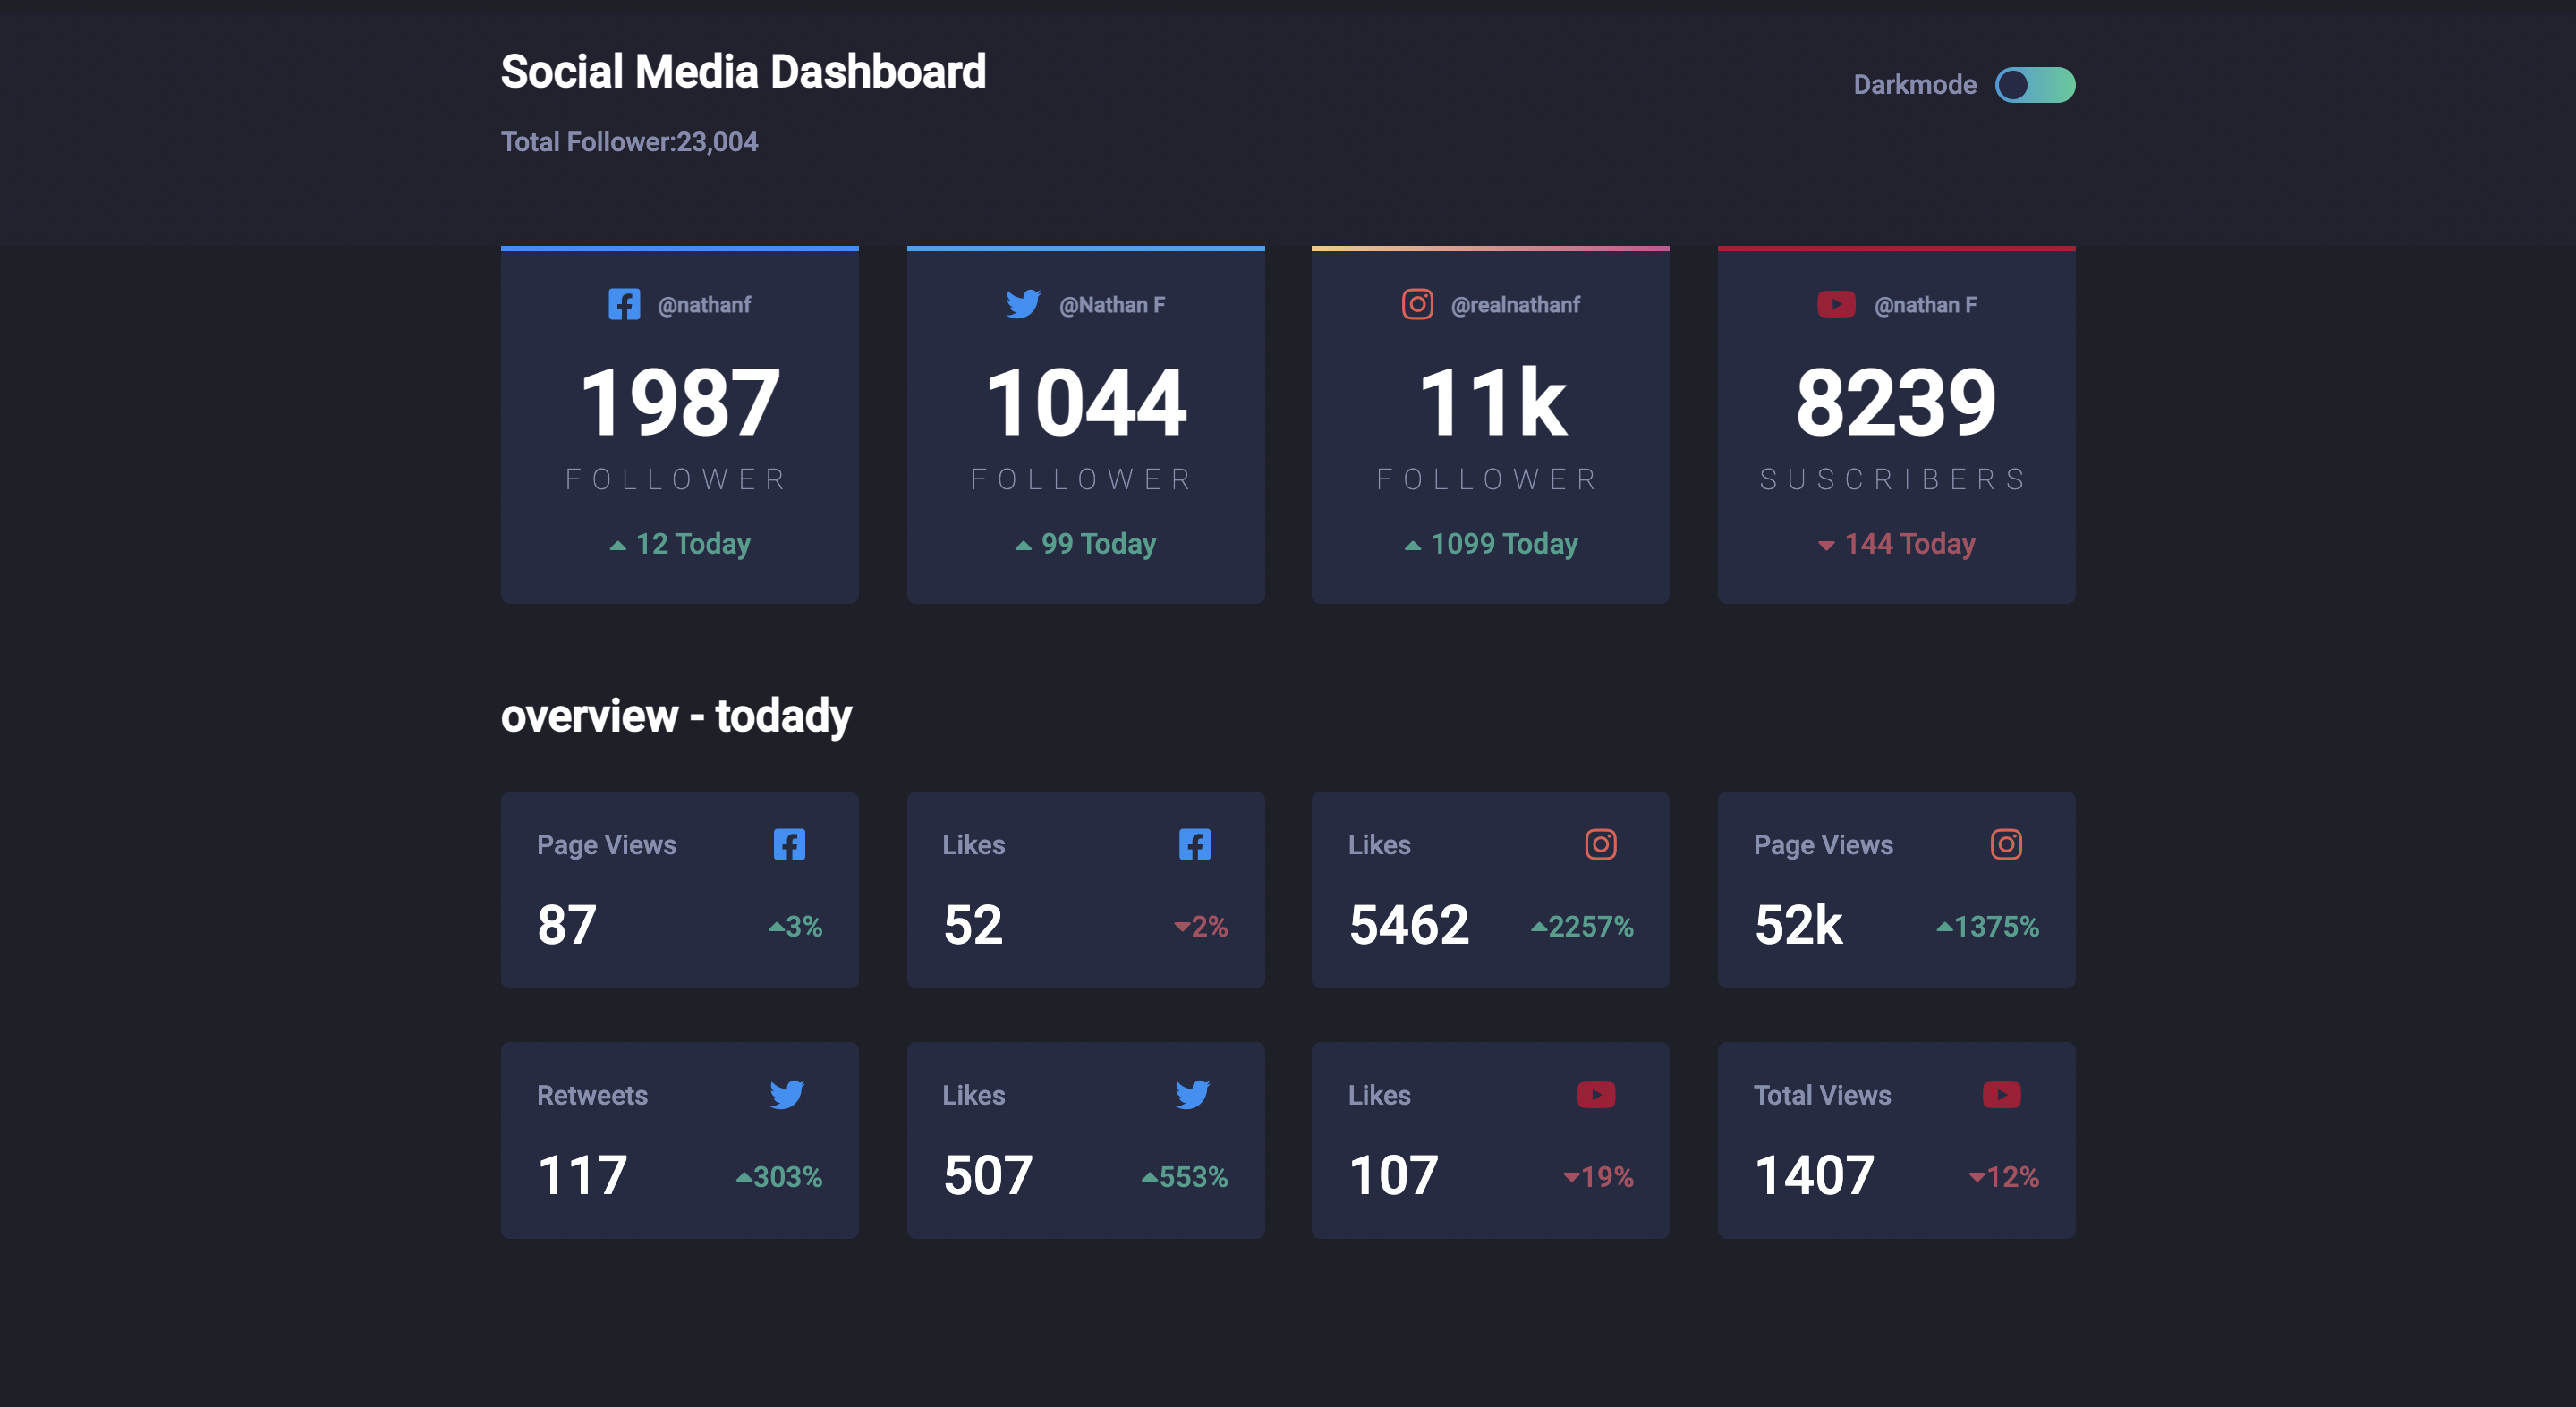 Social Media Dashboard
Darkmode
Total Follower:23,004
@nathanf
1987
FOLLOWER
12 Today
@Nathan F
1044
FOLLOWER
99 Today
@realnathanf
11k
FOLLOWER
1099 Today
@nathan F
8239
SUSCRIBERS
144 Today
overview - todady
Page Views
87
3%
Likes
52
2%
Likes
5462
2257%
Page Views
52k
1375%
Retweets
117
303%
Likes
507
553%
Likes
107
19%
Total Views
1407
12%